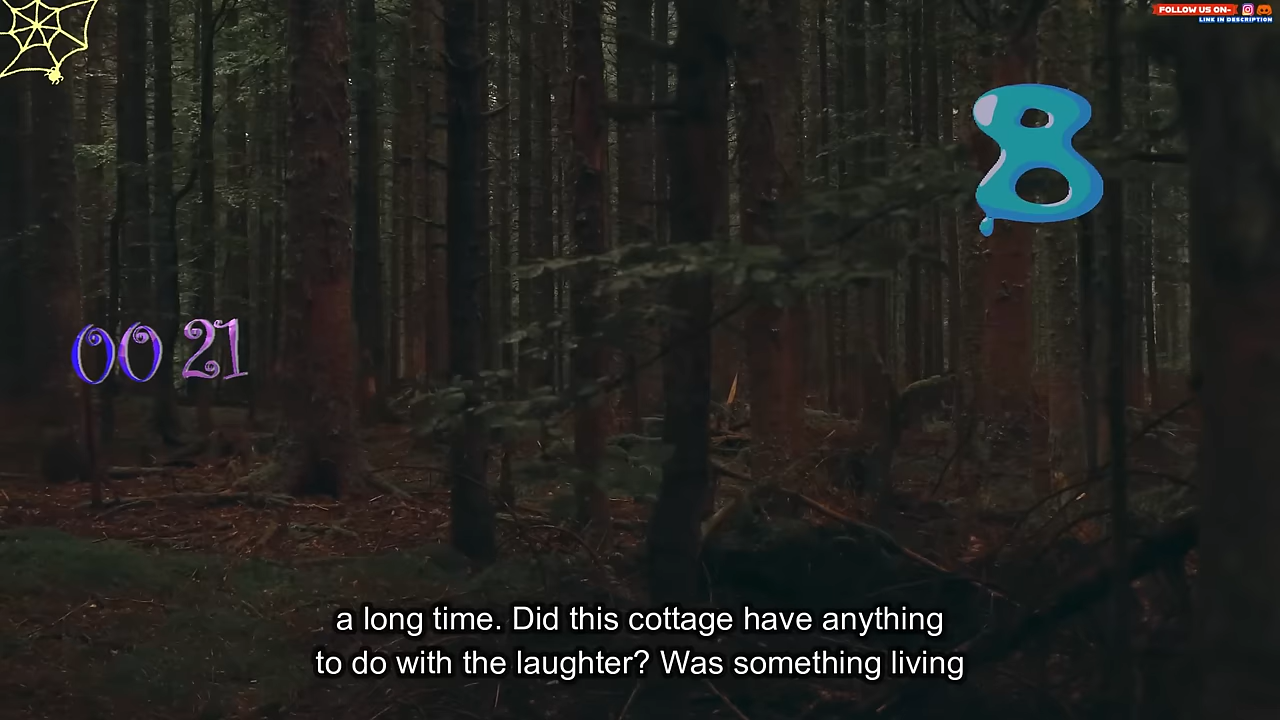 FOLLOW US ON-
LINK IN DESCRIPTION
8
00 21
a long time. Did this cottage have anything
to do with the laughter? Was something living